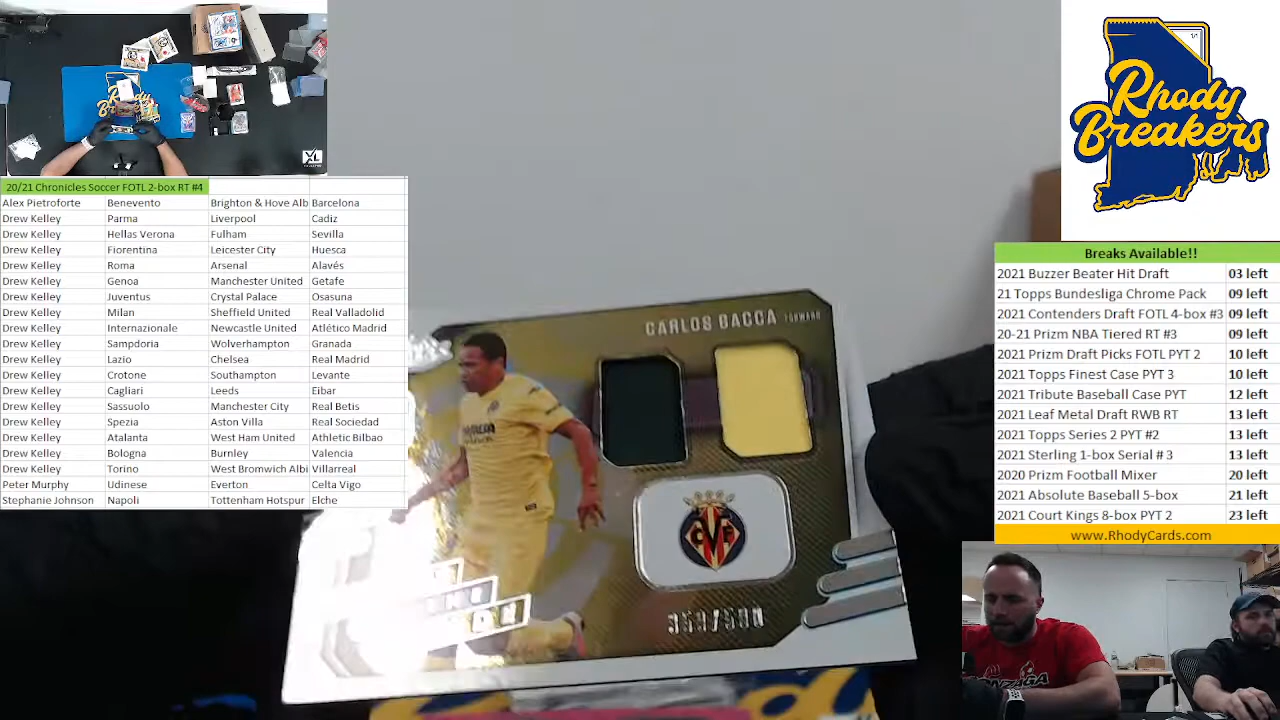 20/21 Chronicles Soccer FOTL 2-box RT #4
Alex Pietroforte Benevento Brighton & Hove Alb Barcelona
Drew Kelley Parma Liverpool Cadiz
Drew Kelley Hellas Verona Fulham Sevilla
Drew Kelley Fiorentina Leicester City Huesca
Drew Kelley Roma Arsenal Alavés
Drew Kelley Genoa Manchester United Getafe
Drew Kelley Juventus Crystal Palace Osasuna
Drew Kelley Milan Sheffield United Real Valladolid
Drew Kelley Internazionale Newcastle United Atlético Madrid
Drew Kelley Sampdoria Wolverhampton Granada
Drew Kelley Lazio Chelsea Real Madrid
Drew Kelley Crotone Southampton Levante
Drew Kelley Cagliari Leeds Eibar
Drew Kelley Sassuolo Manchester City Real Betis
Drew Kelley Spezia Aston Villa Real Sociedad
Drew Kelley Atalanta West Ham United Athletic Bilbao
Drew Kelley Bologna Burnley Valencia
Drew Kelley Torino West Bromwich Albi Villarreal
Peter Murphy Udinese Everton Celta Vigo
Stephanie Johnson Napoli Tottenham Hotspur Elche
CARLOS BACCA FORWARD
CVF
Rhody
Breakers
Breaks Available!!
2021 Buzzer Beater Hit Draft 03 left
21 Topps Bundesliga Chrome Pack 09 left
2021 Contenders Draft FOTL 4-box #3 09 left
20-21 Prizm NBA Tiered RT #3 09 left
2021 Prizm Draft Picks FOTL PYT 2 10 left
2021 Topps Finest Case PYT 3 10 left
2021 Tribute Baseball Case PYT 12 left
2021 Leaf Metal Draft RWB RT 13 left
2021 Topps Series 2 PYT #2 13 left
2021 Sterling 1-box Serial # 3 13 left
2020 Prizm Football Mixer 20 left
2021 Absolute Baseball 5-box 21 left
2021 Court Kings 8-box PYT 2 23 left
www.RhodyCards.com